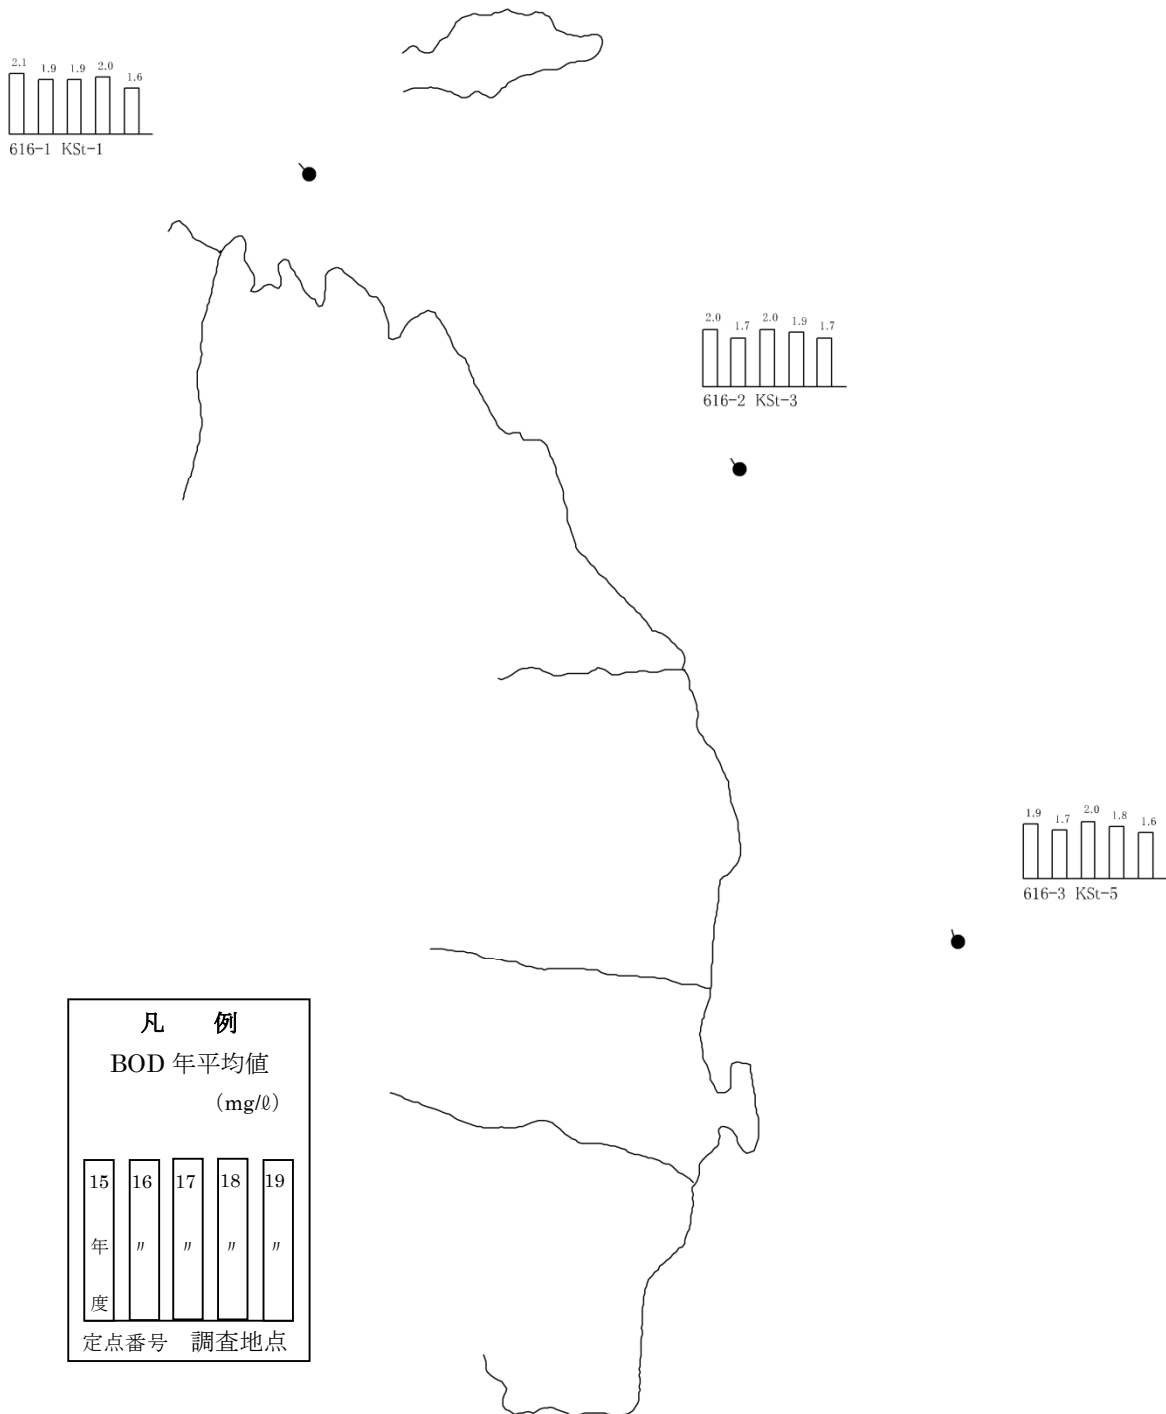 2.1 1.9 1.9 2.0 1.6
616-1 KSt-1
2.0 1.7 2.0 1.9 1.7
616-2 KSt-3
1.9 1.7 2.0 1.8 1.6
616-3 KSt-5
凡 例
BOD 年平均値
（mg/ℓ）
15 16 17 18 19
年 〃 〃 〃 〃
度
定点番号 調査地点